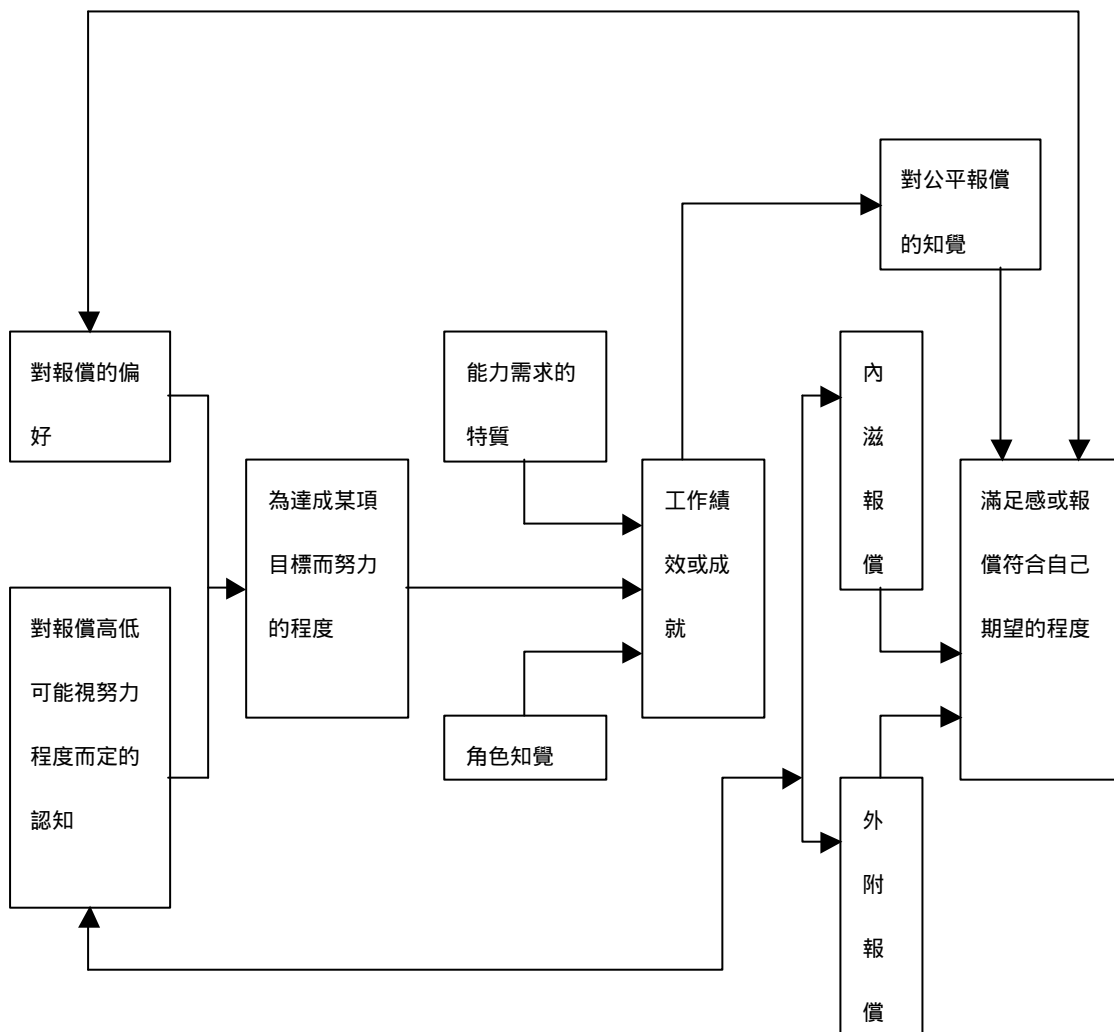 對公平報償
的知覺
對報償的偏
好
能力需求的
特質
內
滋
報
償
為達成某項
目標而努力
的程度
工作績
效或成
就
滿足感或報
償符合自己
期望的程度
對報償高低
可能視努力
程度而定的
認知
角色知覺
外
附
報
償